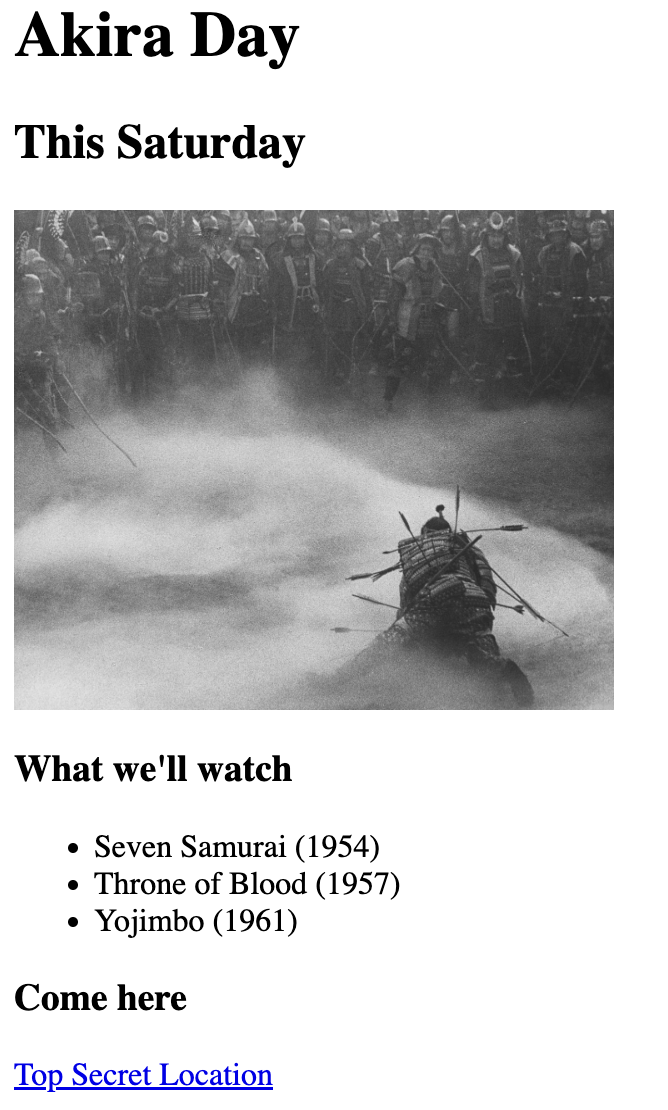 Akira Day
This Saturday
What we'll watch
Seven Samurai (1954)
Throne of Blood (1957)
Yojimbo (1961)
Come here
Top Secret Location